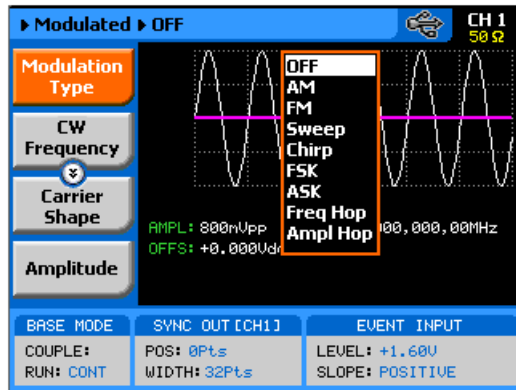 Modulated OFF
CH 1
50 Ω
Modulation
Type
CW
Frequency
Carrier
Shape
Amplitude
OFF
AM
FM
Sweep
Chirp
FSK
ASK
Freq Hop
Ampl Hop
AMPL: 800mVpp
00,000,00MHz
OFFS: +0.000Vd
BASE MODE
COUPLE:
RUN: CONT
SYNC OUT [CH1]
POS: 0Pts
WIDTH: 32Pts
EVENT INPUT
LEVEL: +1.60V
SLOPE: POSITIVE